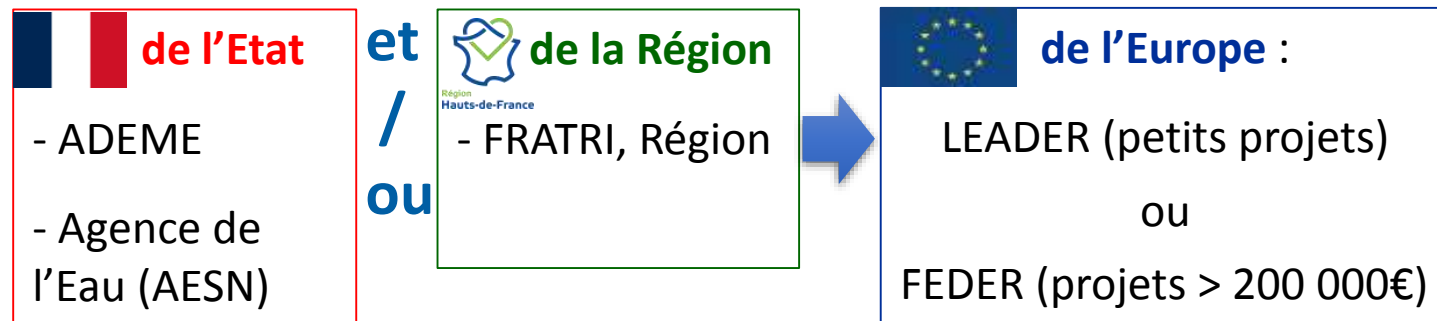 de l’Etat
- ADEME
- Agence de
l’Eau (AESN)
et
/
ou
Région
Hauts-de-France
de la Région
- FRATRI, Région
de l’Europe :
LEADER (petits projets)
ou
FEDER (projets > 200 000€)